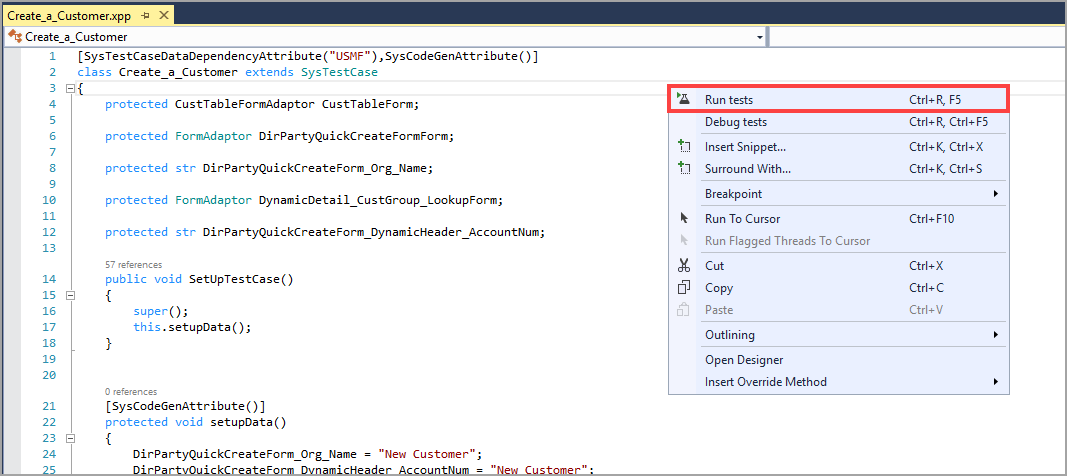 Create_a_Customer.xpp
Create_a_Customer
1 [SysTestCaseDataDependencyAttribute("USMF"),SysCodeGenAttribute()]
2 class Create_a_Customer extends SysTestCase
3 {
4 protected CustTableFormAdaptor CustTableForm;
5
6 protected FormAdaptor DirPartyQuickCreateFormForm;
7
8 protected str DirPartyQuickCreateForm_Org_Name;
9
10 protected FormAdaptor DynamicDetail_CustGroup_LookupForm;
11
12 protected str DirPartyQuickCreateForm_DynamicHeader_AccountNum;
13
57 references
14 public void SetUpTestCase()
15 {
16 super();
17 this.setupData();
18 }
19
20
0 references
21 [SysCodeGenAttribute()]
22 protected void setupData()
23 {
24 DirPartyQuickCreateForm_Org_Name = "New Customer";
25 DirPartyQuickCreateForm_DynamicHeader_AccountNum = "New Customer";
Run tests Ctrl+R, F5
Debug tests Ctrl+R, Ctrl+F5
Insert Snippet... Ctrl+K, Ctrl+X
Surround With... Ctrl+K, Ctrl+S
Breakpoint
Run To Cursor Ctrl+F10
Run Flagged Threads To Cursor
Cut Ctrl+X
Copy Ctrl+C
Paste Ctrl+V
Outlining
Open Designer
Insert Override Method